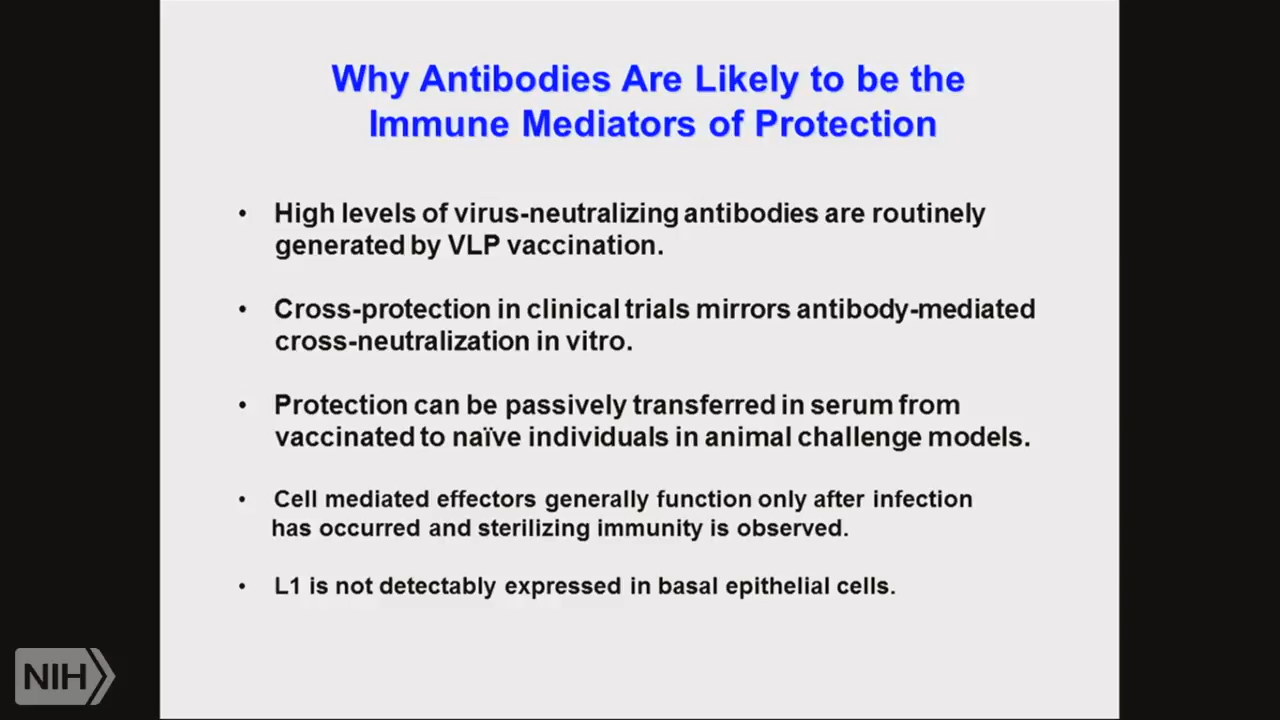 Why Antibodies Are Likely to be the
Immune Mediators of Protection
• High levels of virus-neutralizing antibodies are routinely
generated by VLP vaccination.
• Cross-protection in clinical trials mirrors antibody-mediated
cross-neutralization in vitro.
• Protection can be passively transferred in serum from
vaccinated to naïve individuals in animal challenge models.
• Cell mediated effectors generally function only after infection
has occurred and sterilizing immunity is observed.
• L1 is not detectably expressed in basal epithelial cells.
NIH